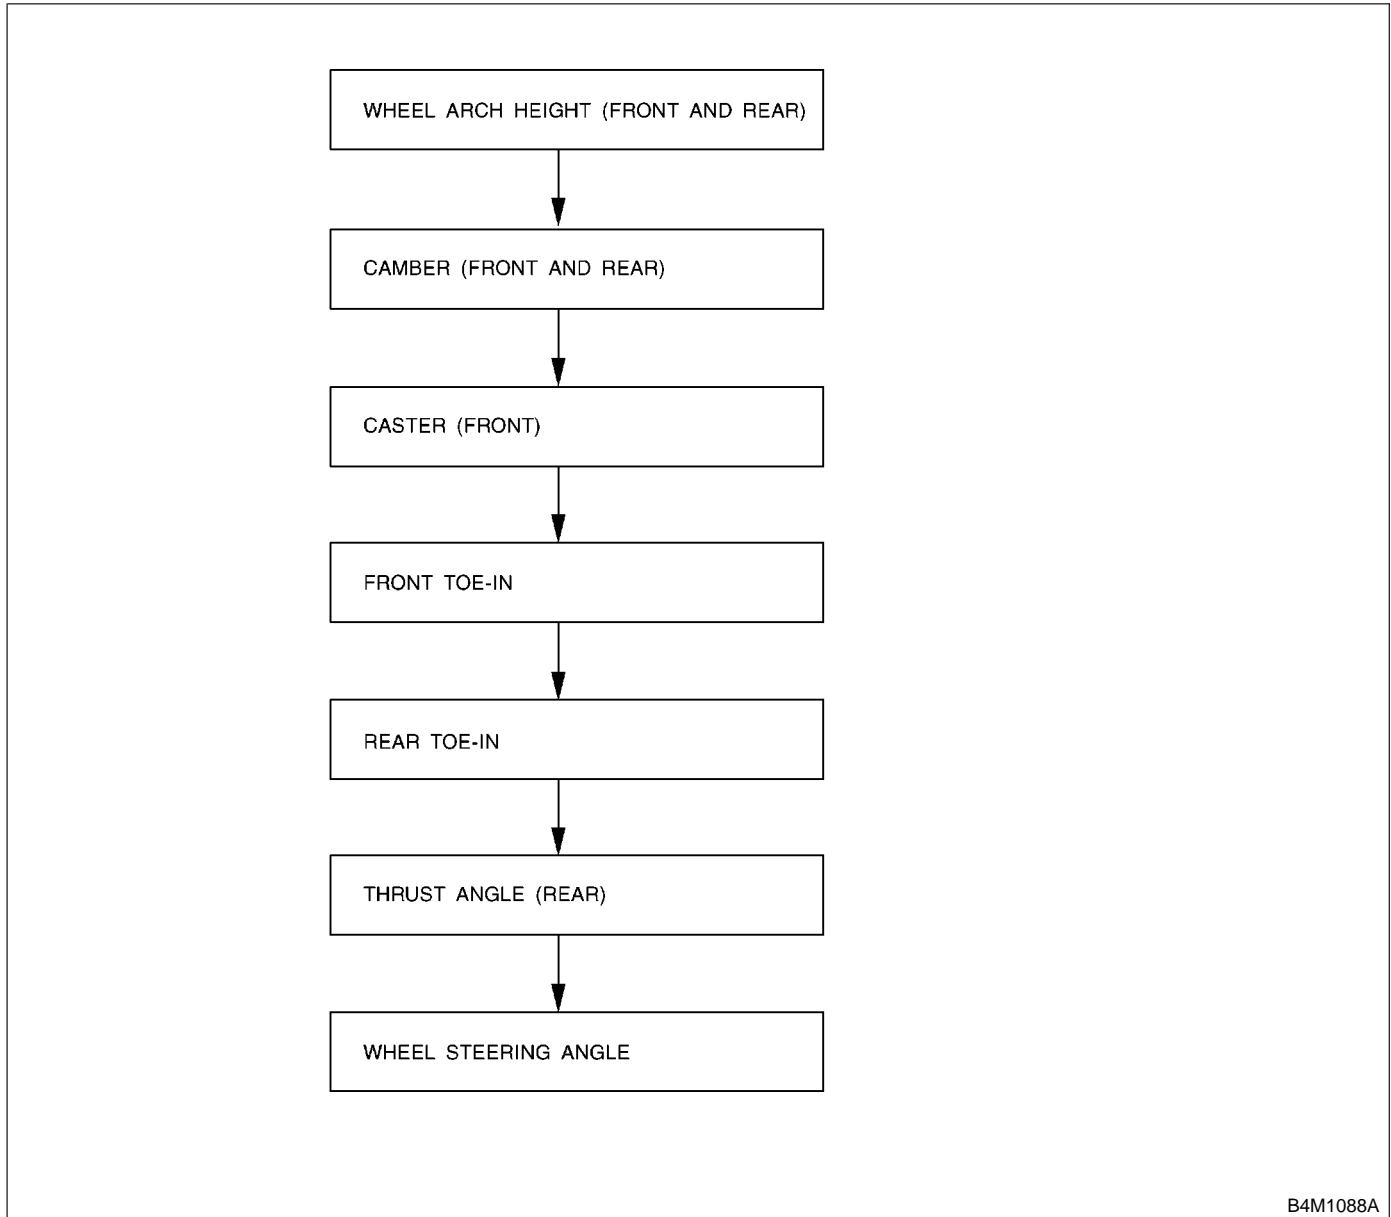 WHEEL ARCH HEIGHT (FRONT AND REAR)
CAMBER (FRONT AND REAR)
CASTER (FRONT)
FRONT TOE-IN
REAR TOE-IN
THRUST ANGLE (REAR)
WHEEL STEERING ANGLE
B4M1088A